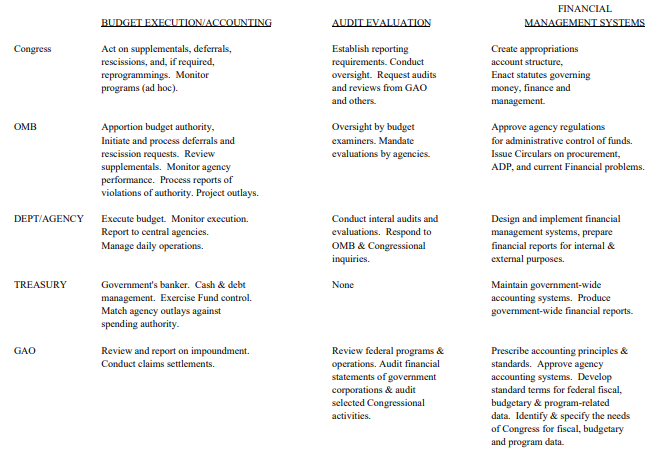 FINANCIAL
BUDGET EXECUTION/ACCOUNTING AUDIT EVALUATION MANAGEMENT SYSTEMS
Congress Act on supplementals, deferrals, Establish reporting Create appropriations
rescissions, and, if required, requirements. Conduct account structure,
reprogrammings. Monitor oversight. Request audits Enact statutes governing
programs (ad hoc). and reviews from GAO money, finance and
and others. management.
OMB Apportion budget authority, Oversight by budget Approve agency regulations
Initiate and process deferrals and examiners. Mandate for administrative control of funds.
rescission requests. Review evaluations by agencies. Issue Circulars on procurement,
supplementals. Monitor agency ADP, and current Financial problems.
performance. Process reports of
violations of authority. Project outlays.
DEPT/AGENCY Execute budget. Monitor execution. Conduct interal audits and Design and implement financial
Report to central agencies. evaluations. Respond to management systems, prepare
Manage daily operations. OMB & Congressional financial reports for internal &
inquiries. external purposes.
TREASURY Government's banker. Cash & debt None Maintain government-wide
management. Exercise Fund control. accounting systems. Produce
Match agency outlays against government-wide financial reports.
spending authority.
GAO Review and report on impoundment. Review federal programs & Prescribe accounting principles &
Conduct claims settlements. operations. Audit financial standards. Approve agency
statements of government accounting systems. Develop
corporations & audit standard terms for federal fiscal,
selected Congressional budgetary & program-related
activities. data. Identify & specify the needs
of Congress for fiscal, budgetary
and program data.